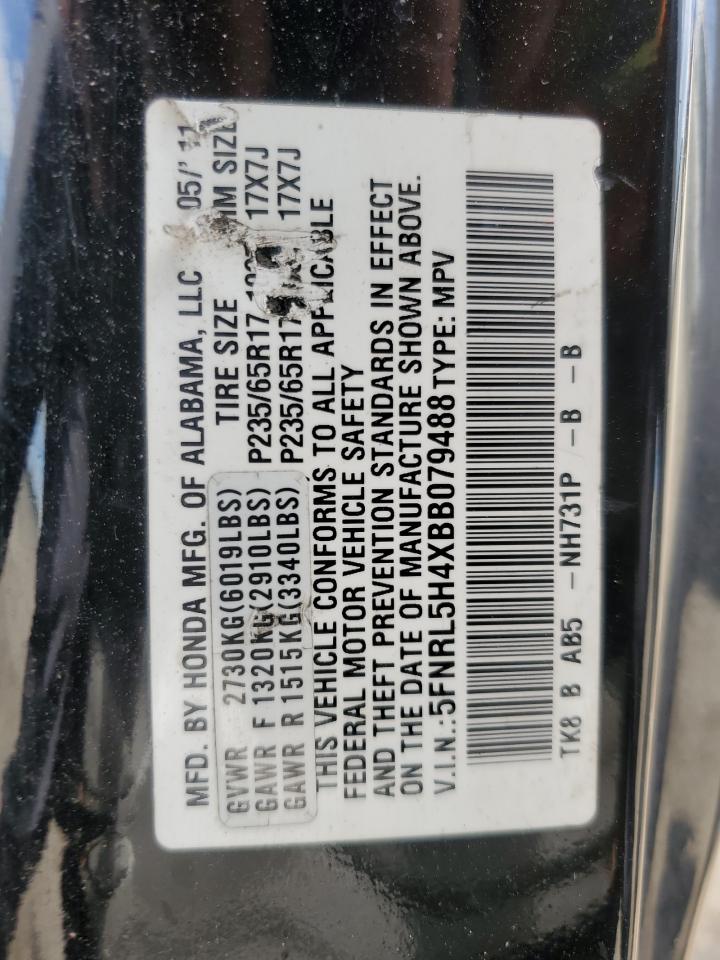 MFD. BY HONDA MFG. OF ALABAMA, LLC 05/'11
TIRE SIZE SIZE
GVWR 2730KG(6019LBS) P235/65R17 17X7J
GAWR F 1320KG(2910LBS) P235/65R17 17X7J
GAWR R 1515KG(3340LBS)
THIS VEHICLE CONFORMS TO ALL APPLICABLE
FEDERAL MOTOR VEHICLE SAFETY
AND THEFT PREVENTION STANDARDS IN EFFECT
ON THE DATE OF MANUFACTURE SHOWN ABOVE.
V.I.N.:5FNRL5H4XBB079488 TYPE: MPV
TK8 B AB5 -NH731P -B -B